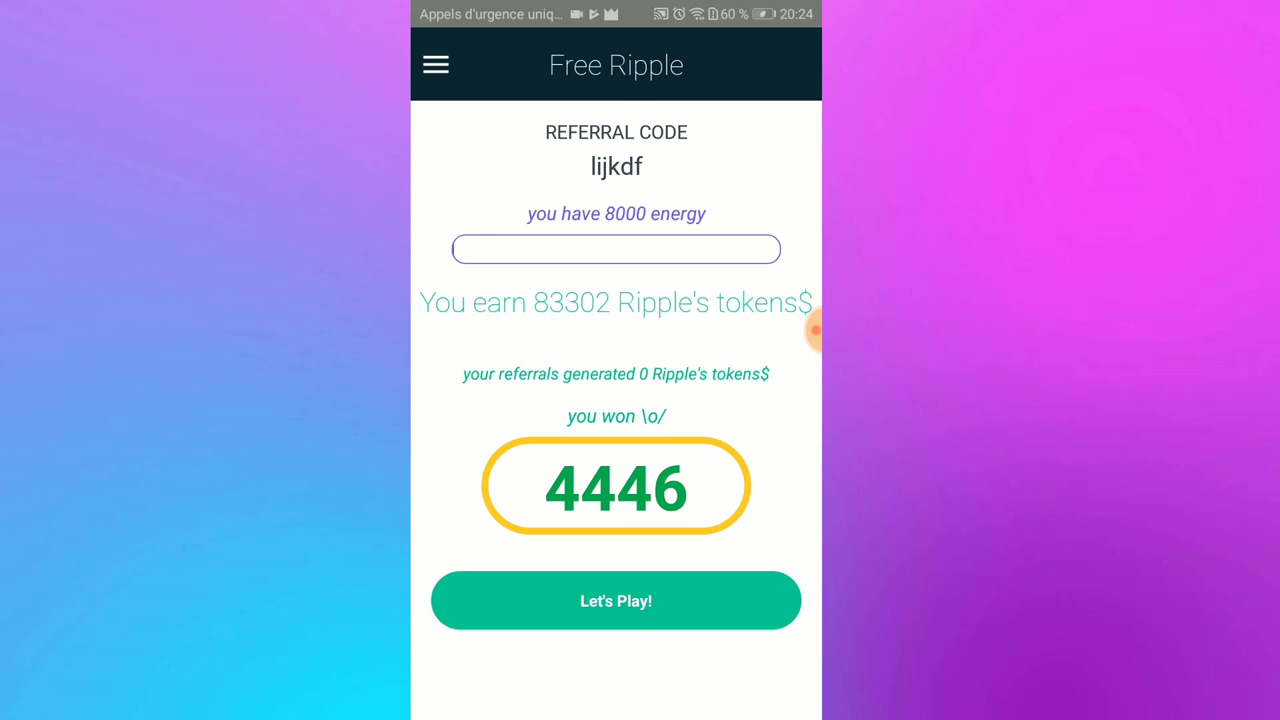 Appels d'urgence uniq... 60 % 20:24
Free Ripple
REFERRAL CODE
lijkdf
you have 8000 energy
You earn 83302 Ripple's tokens$
your referrals generated 0 Ripple's tokens$
you won \o/
4446
Let's Play!